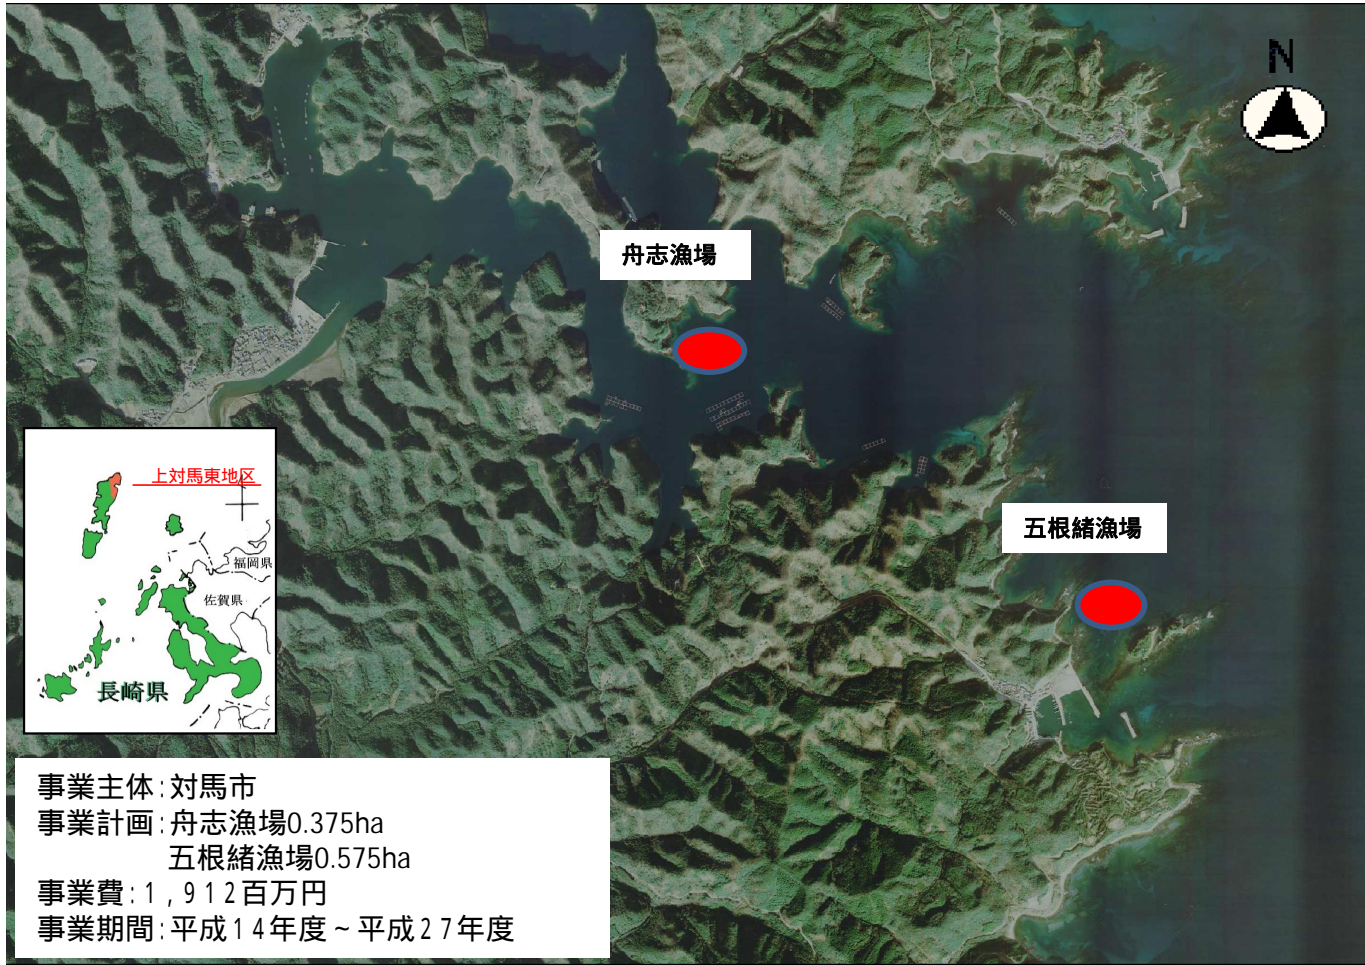 N
舟志漁場
五根緒漁場
上対馬東地区
福岡県
佐賀県
長崎県
事業主体:対馬市
事業計画:舟志漁場0.375ha
五根緒漁場0.575ha
事業費:1,912百万円
事業期間:平成14年度~平成27年度